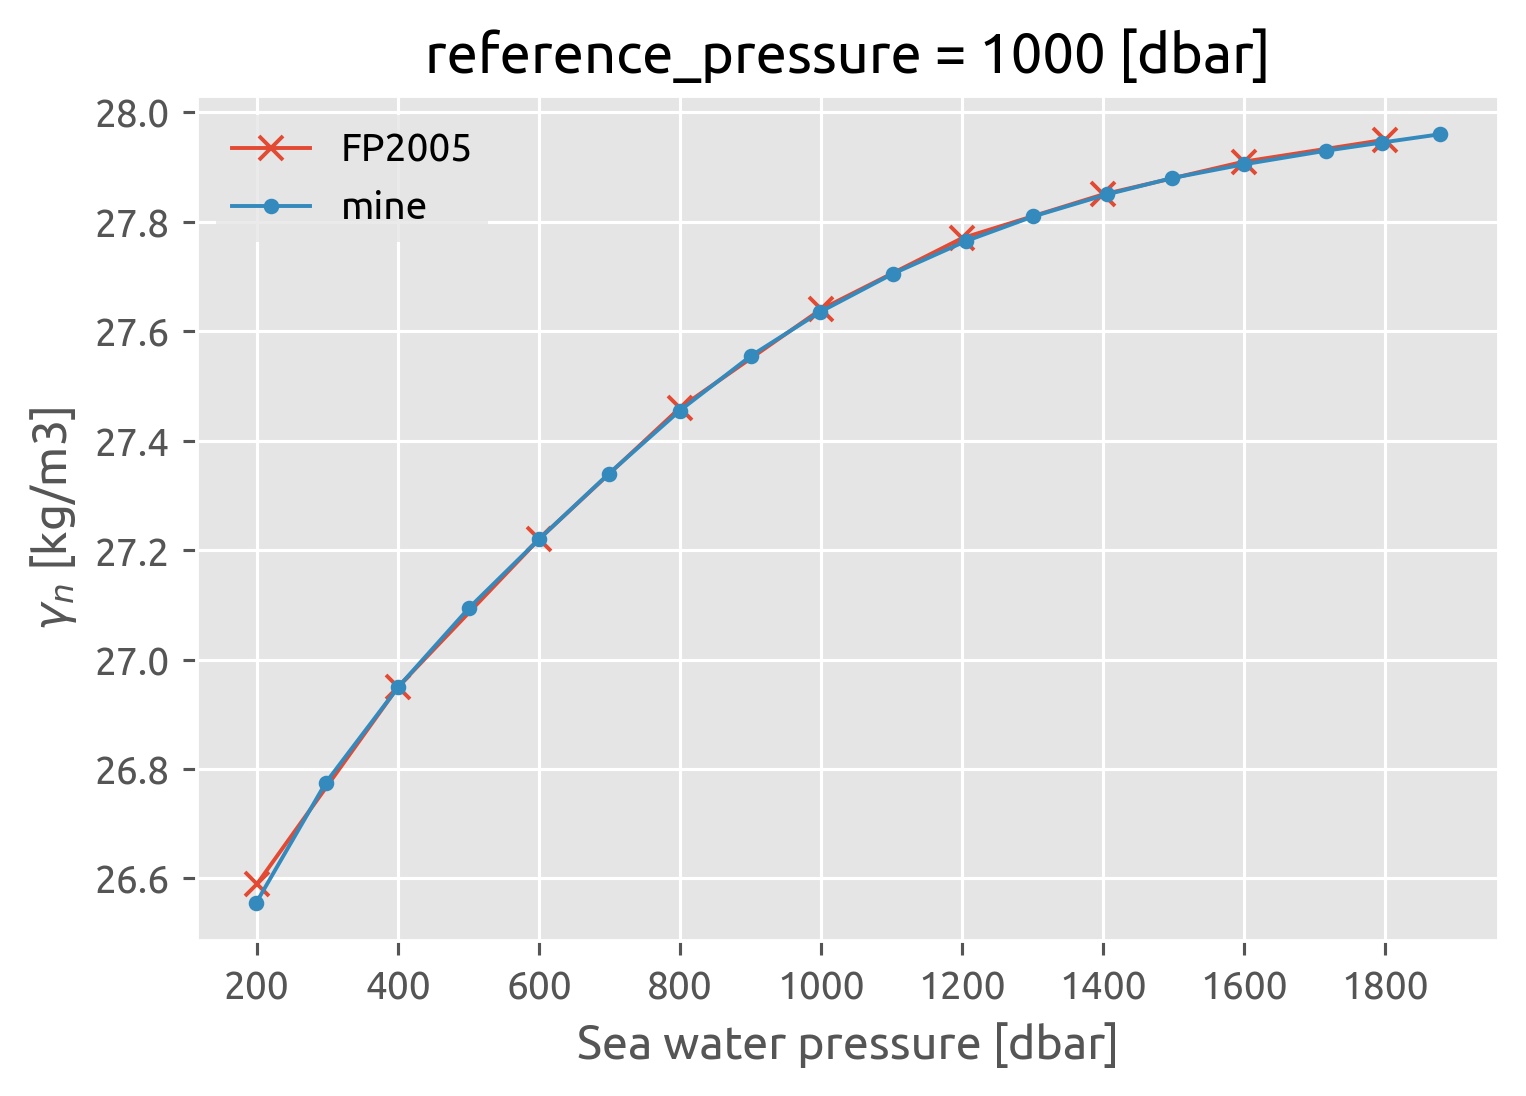 reference_pressure = 1000 [dbar]
28.0
27.8
27.6
27.4
27.2
27.0
26.8
26.6
γn [kg/m3]
FP2005
mine
200 400 600 800 1000 1200 1400 1600 1800
Sea water pressure [dbar]